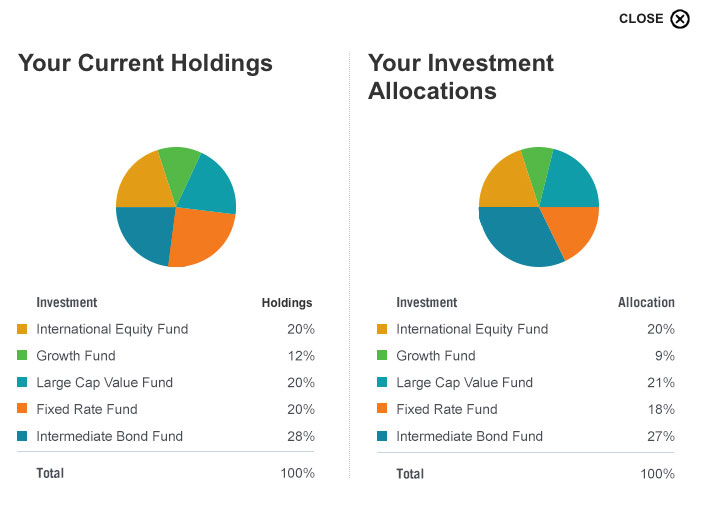 CLOSE
Your Current Holdings
Investment Holdings
International Equity Fund 20%
Growth Fund 12%
Large Cap Value Fund 20%
Fixed Rate Fund 20%
Intermediate Bond Fund 28%
Total 100%
Your Investment
Allocations
Investment Allocation
International Equity Fund 20%
Growth Fund 9%
Large Cap Value Fund 21%
Fixed Rate Fund 18%
Intermediate Bond Fund 27%
Total 100%